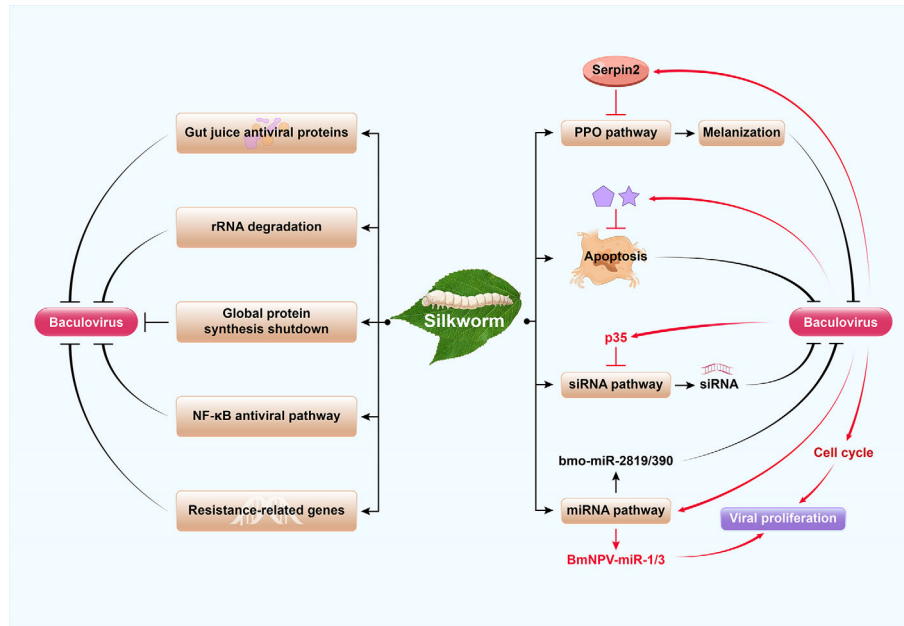 Serpin2
Gut juice antiviral proteins
PPO pathway
Melanization
rRNA degradation
Apoptosis
Baculovirus
Global protein
synthesis shutdown
Silkworm
Baculovirus
p35
siRNA pathway
siRNA
NF-κB antiviral pathway
bmo-miR-2819/390
Cell cycle
Resistance-related genes
miRNA pathway
Viral proliferation
BmNPV-miR-1/3